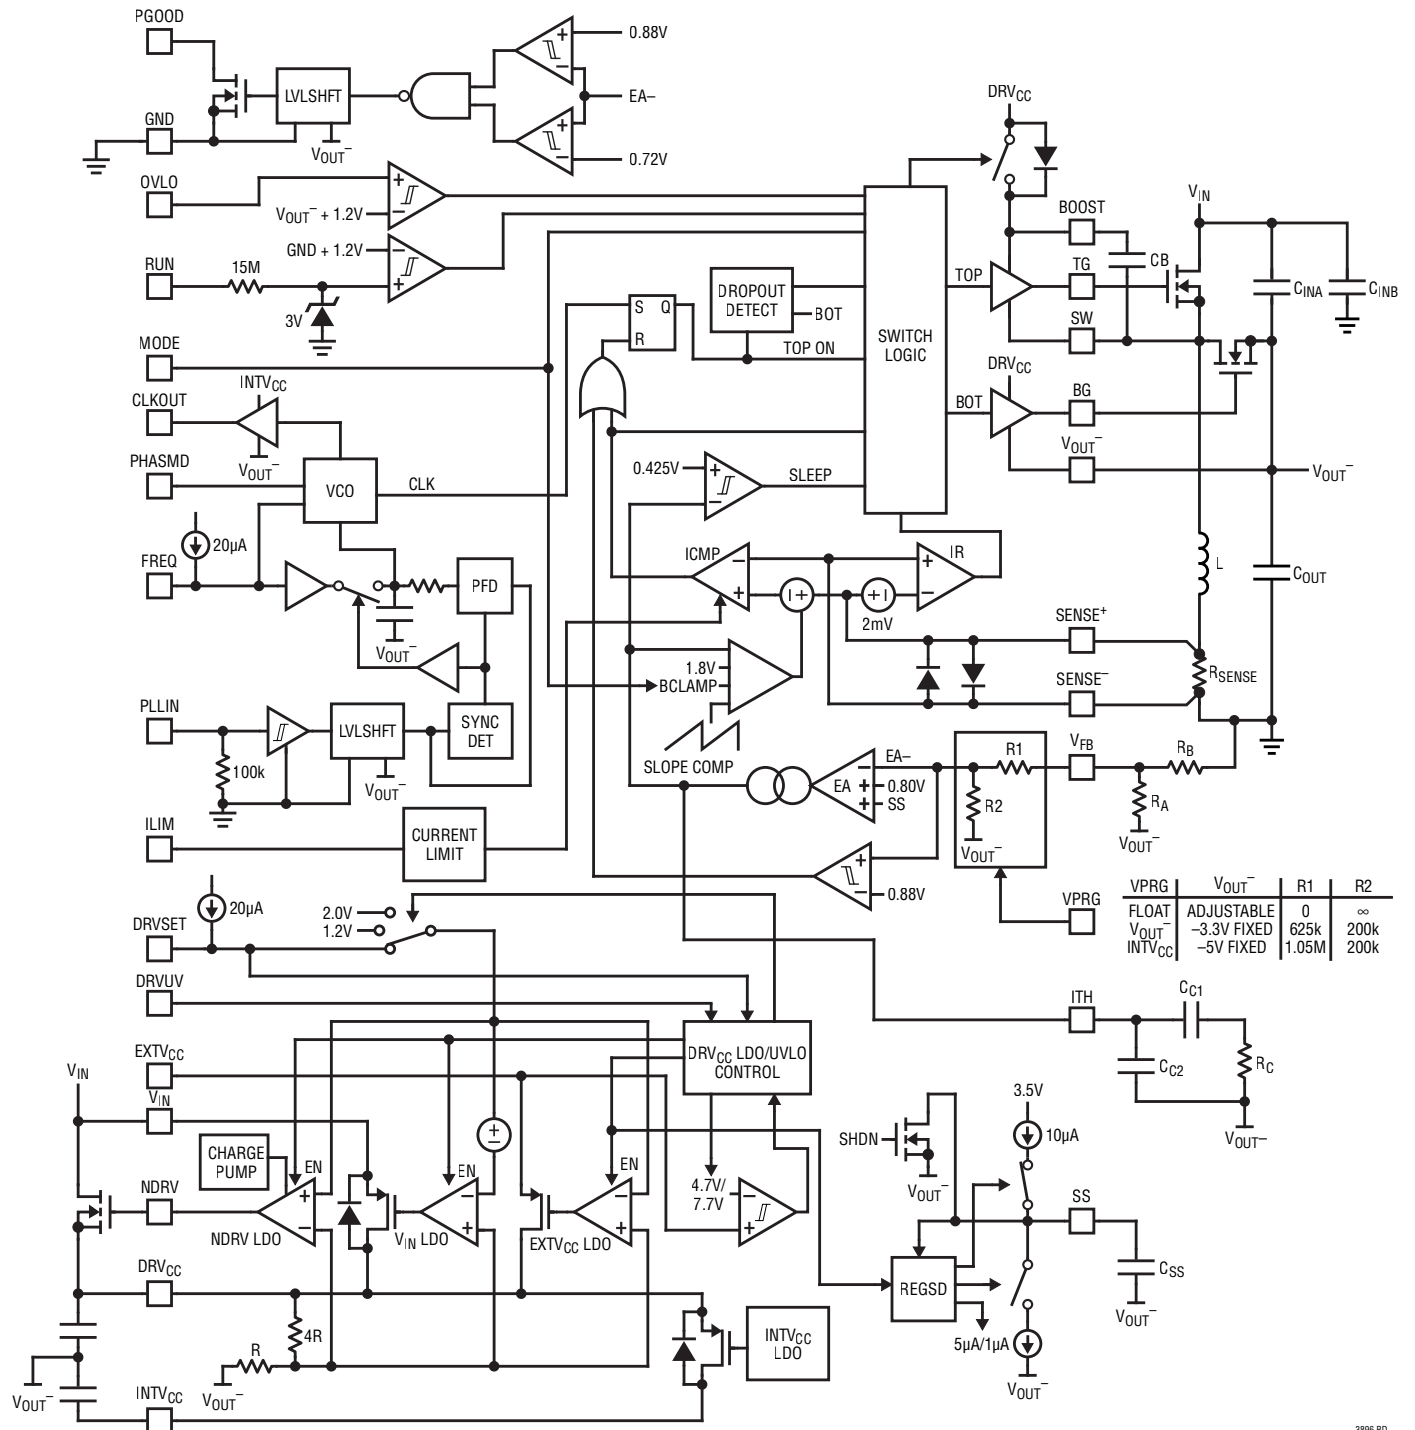 PGOOD
0.88V
LVLSHFT
EA–
GND
VOUT–
0.72V
DRVCC
OVLO
VOUT– + 1.2V
GND + 1.2V
RUN
15M
3V
MODE
INTVCC
CLKOUT
VOUT–
PHASMD
VCO
CLK
S Q
R
DROPOUT
DETECT
BOT
TOP ON
SWITCH
LOGIC
TOP
BOT
DRVCC
BOOST
TG
SW
BG
VOUT–
VIN
CB
CINA
CINB
VOUT–
L
COUT
0.425V
SLEEP
ICMP
IR
2mV
20µA
FREQ
PFD
VOUT–
1.8V
BCLAMP
SLOPE COMP
SENSE+
SENSE–
RSENSE
PLLIN
LVLSHFT
SYNC
DET
100k
VOUT–
EA–
EA
0.80V
SS
R1
R2
VOUT–
VFB
RB
RA
VOUT–
ILIM
CURRENT
LIMIT
0.88V
VPRG
VPRG VOUT– R1 R2
FLOAT ADJUSTABLE 0 ∞
VOUT– –3.3V FIXED 625k 200k
INTVCC –5V FIXED 1.05M 200k
20µA
DRVSET
2.0V
1.2V
DRVUV
EXTVCC
DRVCC LDO/UVLO
CONTROL
ITH
CC1
CC2
RC
VOUT–
VIN
VIN
CHARGE
PUMP
EN
EN
EN
4.7V/
7.7V
NDRV
NDRV LDO
VIN LDO
EXTVCC LDO
SHDN
VOUT–
3.5V
10µA
SS
CSS
VOUT–
REGSD
5µA/1µA
VOUT–
DRVCC
4R
R
VOUT–
VOUT–
INTVCC
LDO
INTVCC
3896 BD